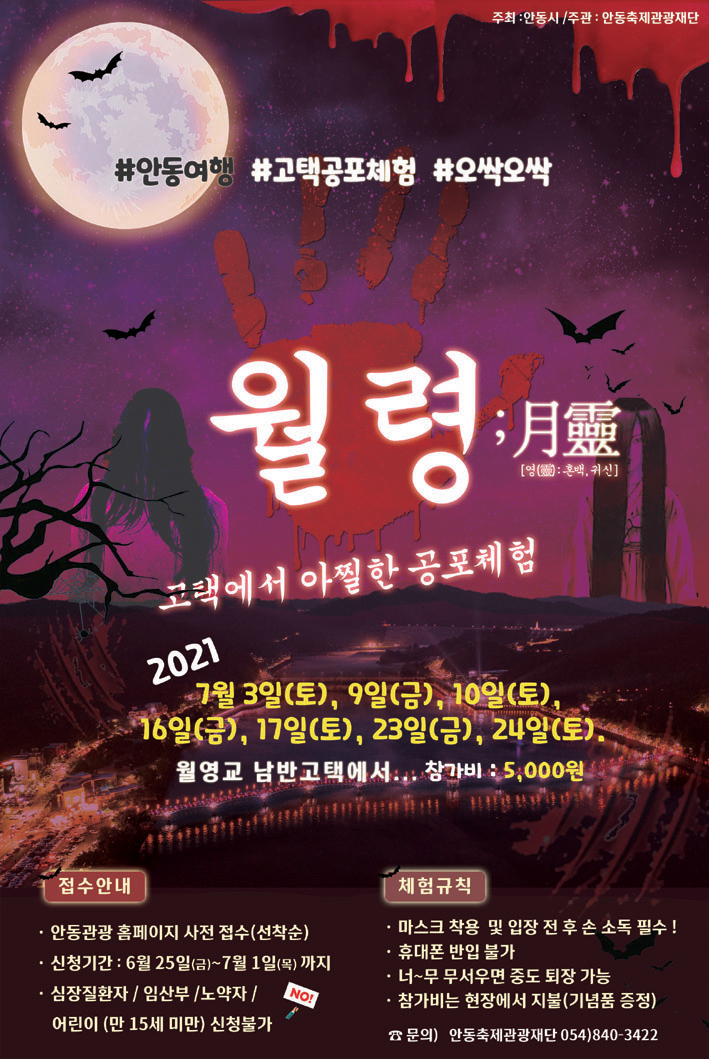 주최 :안동시 /주관 : 안동축제관광재단
#안동여행 #고택공포체험 #오싹오싹
월령 ;月靈
[영(靈) : 혼백, 귀신]
고택에서 아찔한 공포체험
2021
7월 3일(토), 9일(금), 10일(토),
16일(금), 17일(토), 23일(금), 24일(토).
월영교 남반고택에서... 참가비 : 5,000원
접수안내
· 안동관광 홈페이지 사전 접수(선착순)
· 신청기간 : 6월 25일(금)~7월 1일(목) 까지
· 심장질환자 / 임산부 /노약자 /
어린이 (만 15세 미만) 신청불가
NO!
체험규칙
· 마스크 착용 및 입장 전 후 손 소독 필수 !
· 휴대폰 반입 불가
· 너~무 무서우면 중도 퇴장 가능
· 참가비는 현장에서 지불(기념품 증정)
☎ 문의) 안동축제관광재단 054)840-3422